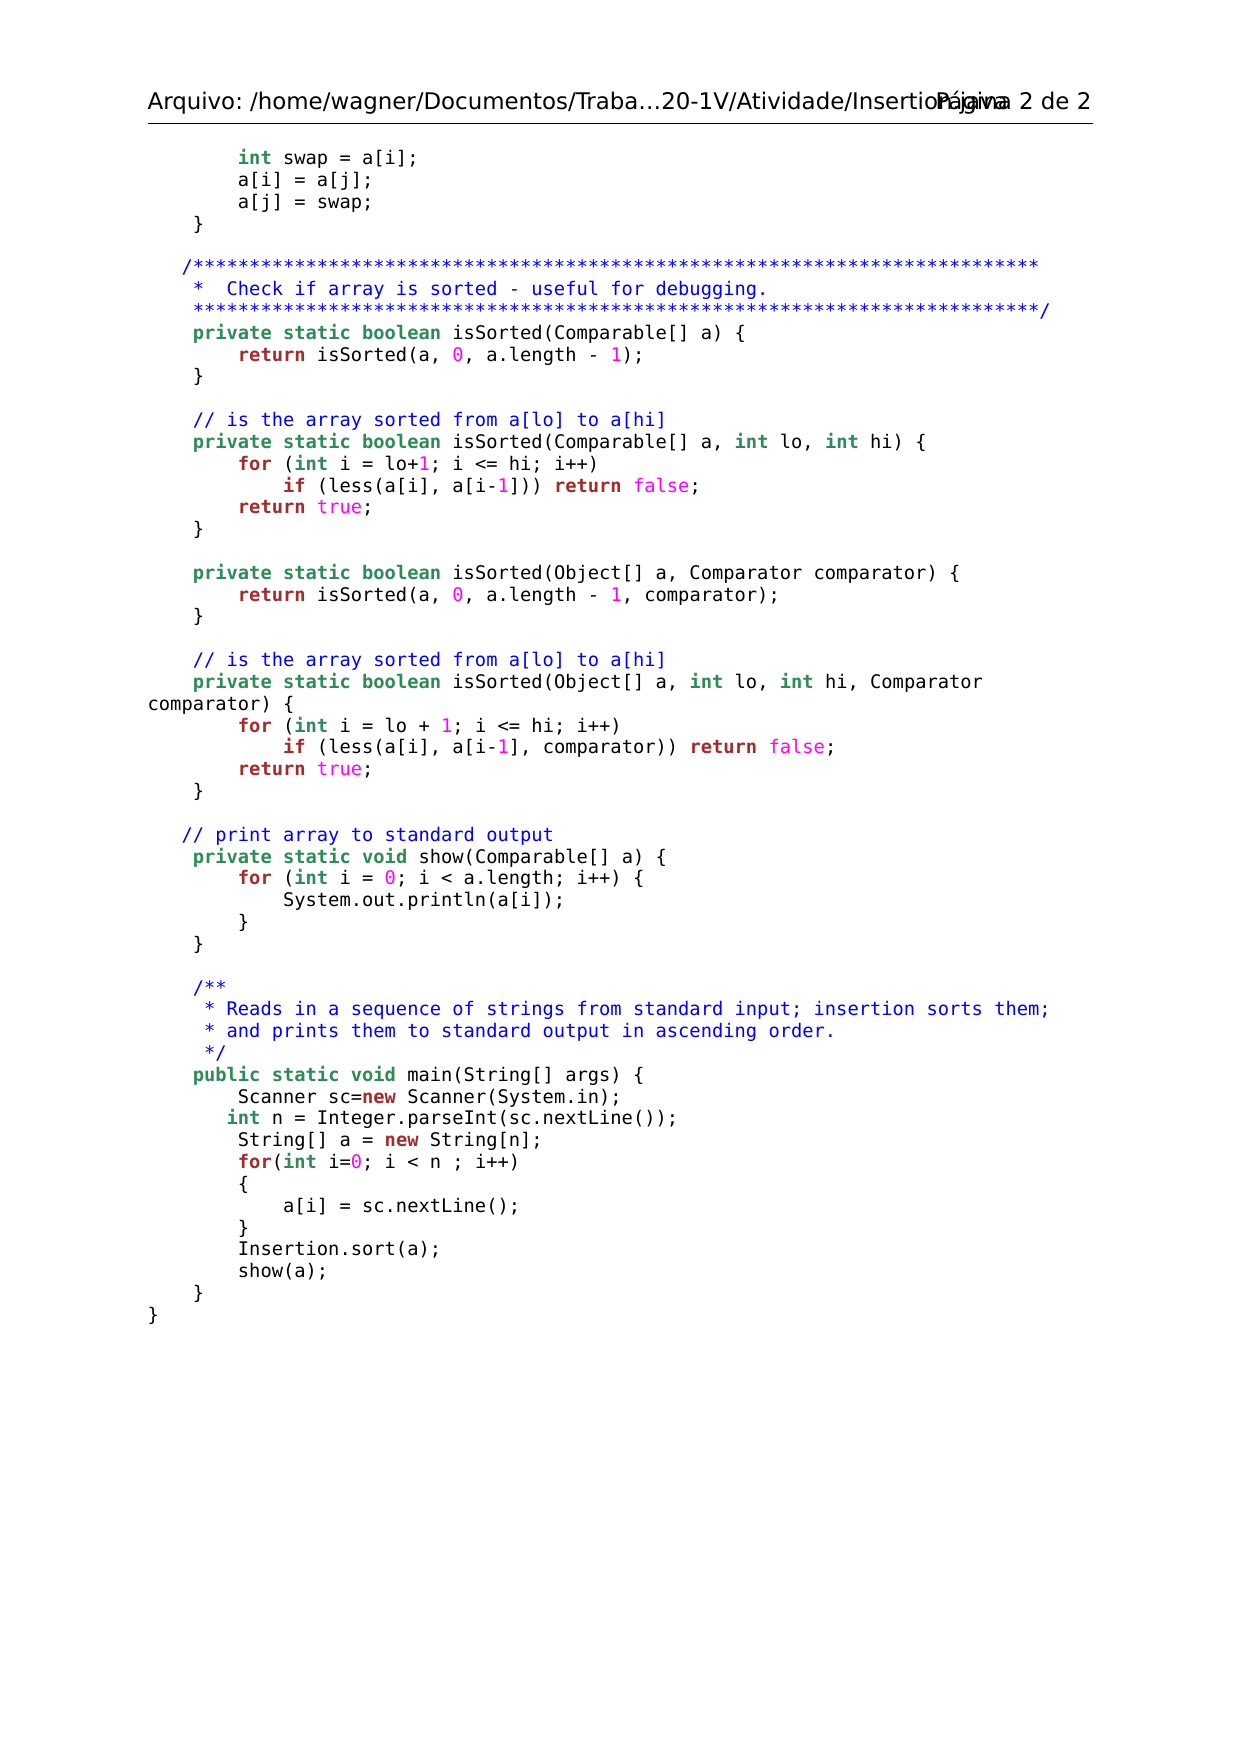 Arquivo: /home/wagner/Documentos/Traba…20-1V/Atividade/Insertion.java Página 2 de 2
        int swap = a[i];
        a[i] = a[j];
        a[j] = swap;
    }

   /***************************************************************************
    *  Check if array is sorted - useful for debugging.
    ***************************************************************************/
    private static boolean isSorted(Comparable[] a) {
        return isSorted(a, 0, a.length - 1);
    }

    // is the array sorted from a[lo] to a[hi]
    private static boolean isSorted(Comparable[] a, int lo, int hi) {
        for (int i = lo+1; i <= hi; i++)
            if (less(a[i], a[i-1])) return false;
        return true;
    }

    private static boolean isSorted(Object[] a, Comparator comparator) {
        return isSorted(a, 0, a.length - 1, comparator);
    }

    // is the array sorted from a[lo] to a[hi]
    private static boolean isSorted(Object[] a, int lo, int hi, Comparator
comparator) {
        for (int i = lo + 1; i <= hi; i++)
            if (less(a[i], a[i-1], comparator)) return false;
        return true;
    }

   // print array to standard output
    private static void show(Comparable[] a) {
        for (int i = 0; i < a.length; i++) {
            System.out.println(a[i]);
        }
    }

    /**
     * Reads in a sequence of strings from standard input; insertion sorts them;
     * and prints them to standard output in ascending order.
     */
    public static void main(String[] args) {
        Scanner sc=new Scanner(System.in);
       int n = Integer.parseInt(sc.nextLine());
        String[] a = new String[n];
        for(int i=0; i < n ; i++)
        {
            a[i] = sc.nextLine();
        }
        Insertion.sort(a);
        show(a);
    }
}